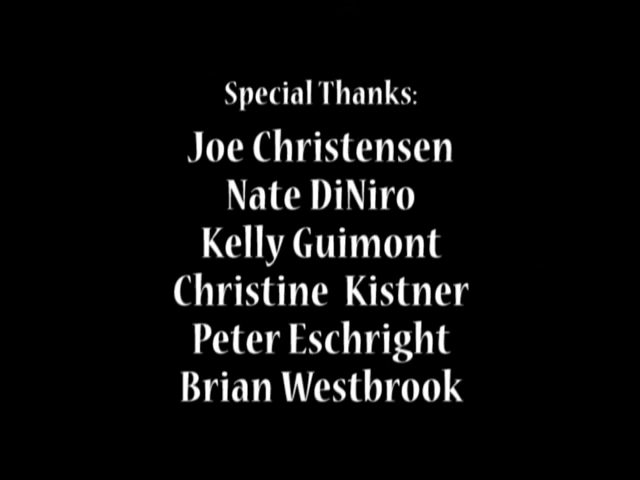 Special Thanks:
Joe Christensen
Nate DiNiro
Kelly Guimont
Christine Kistner
Peter Eschright
Brian Westbrook